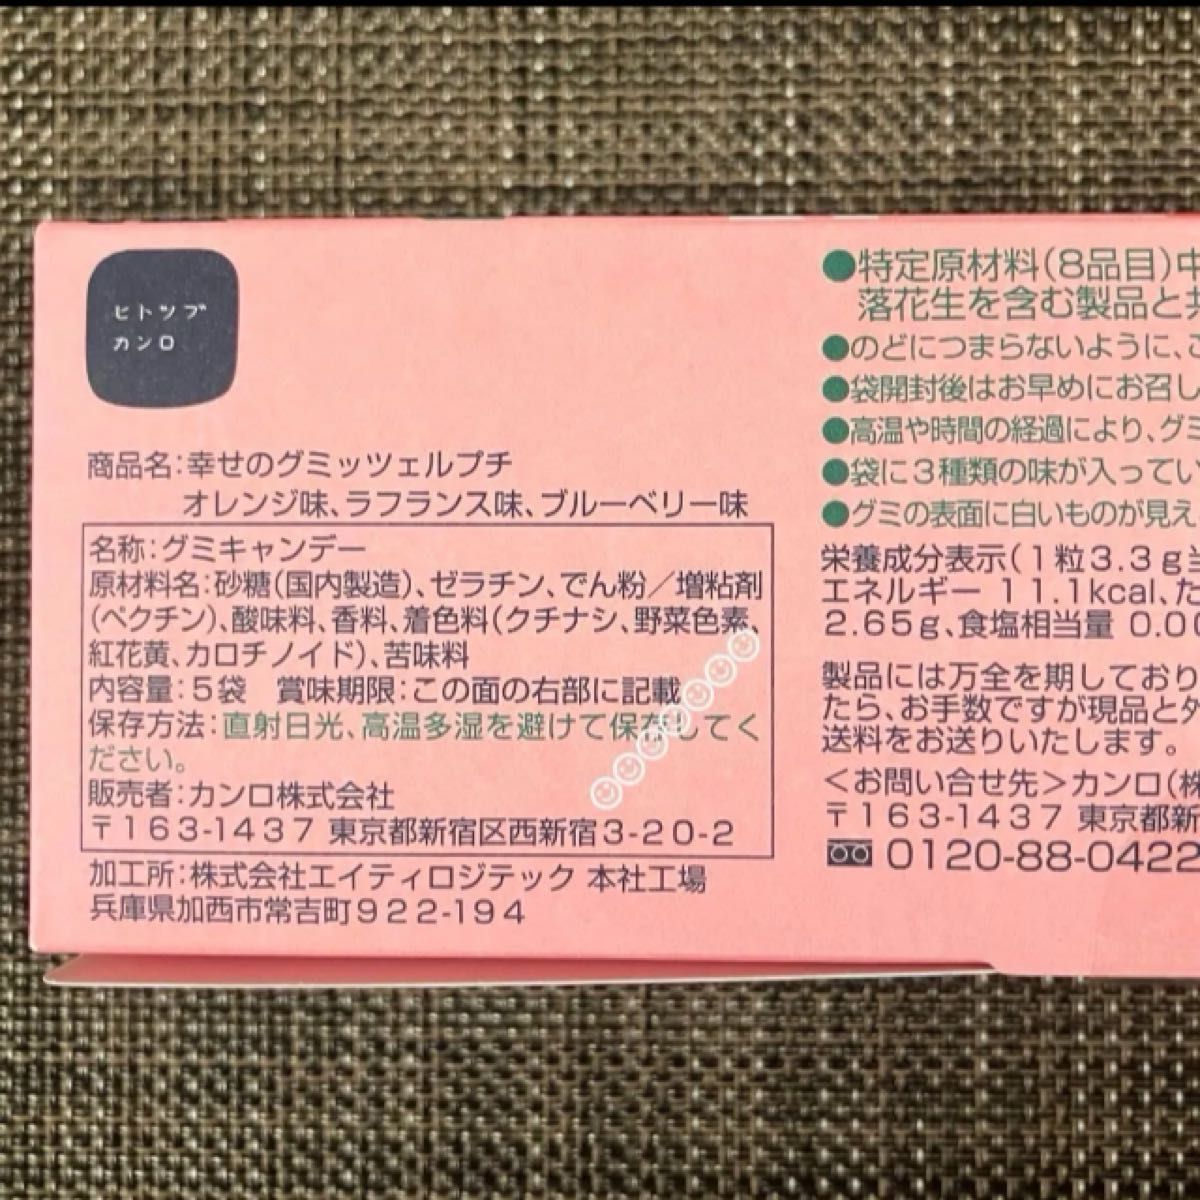 ヒトツブ
カンロ
商品名:幸せのグミッツェルプチ
オレンジ味、ラフランス味、ブルーベリー味
名称:グミキャンデー
原材料名:砂糖(国内製造)、ゼラチン、でん粉/増粘剤
(ペクチン)、酸味料、香料、着色料(クチナシ、野菜色素、
紅花黄、カロチノイド)、苦味料
内容量:5袋 賞味期限:この面の右部に記載
保存方法:直射日光、高温多湿を避けて保存してく
ださい。
販売者:カンロ株式会社
〒163-1437 東京都新宿区西新宿3-20-2
加工所:株式会社エイティロジテック 本社工場
兵庫県加西市常吉町922-194
●特定原材料(8品目)中
落花生を含む製品と共
●のどにつまらないように、ご
●袋開封後はお早めにお召し
●高温や時間の経過により、グミ
●袋に3種類の味が入ってい
●グミの表面に白いものが見え
栄養成分表示(1粒3.3g当
エネルギー 11.1kcal、た
2.65g、食塩相当量 0.00
製品には万全を期しており
たら、お手数ですが現品と外
送料をお送りいたします。
<お問い合せ先>カンロ(株
〒163-1437 東京都新
0120-88-0422